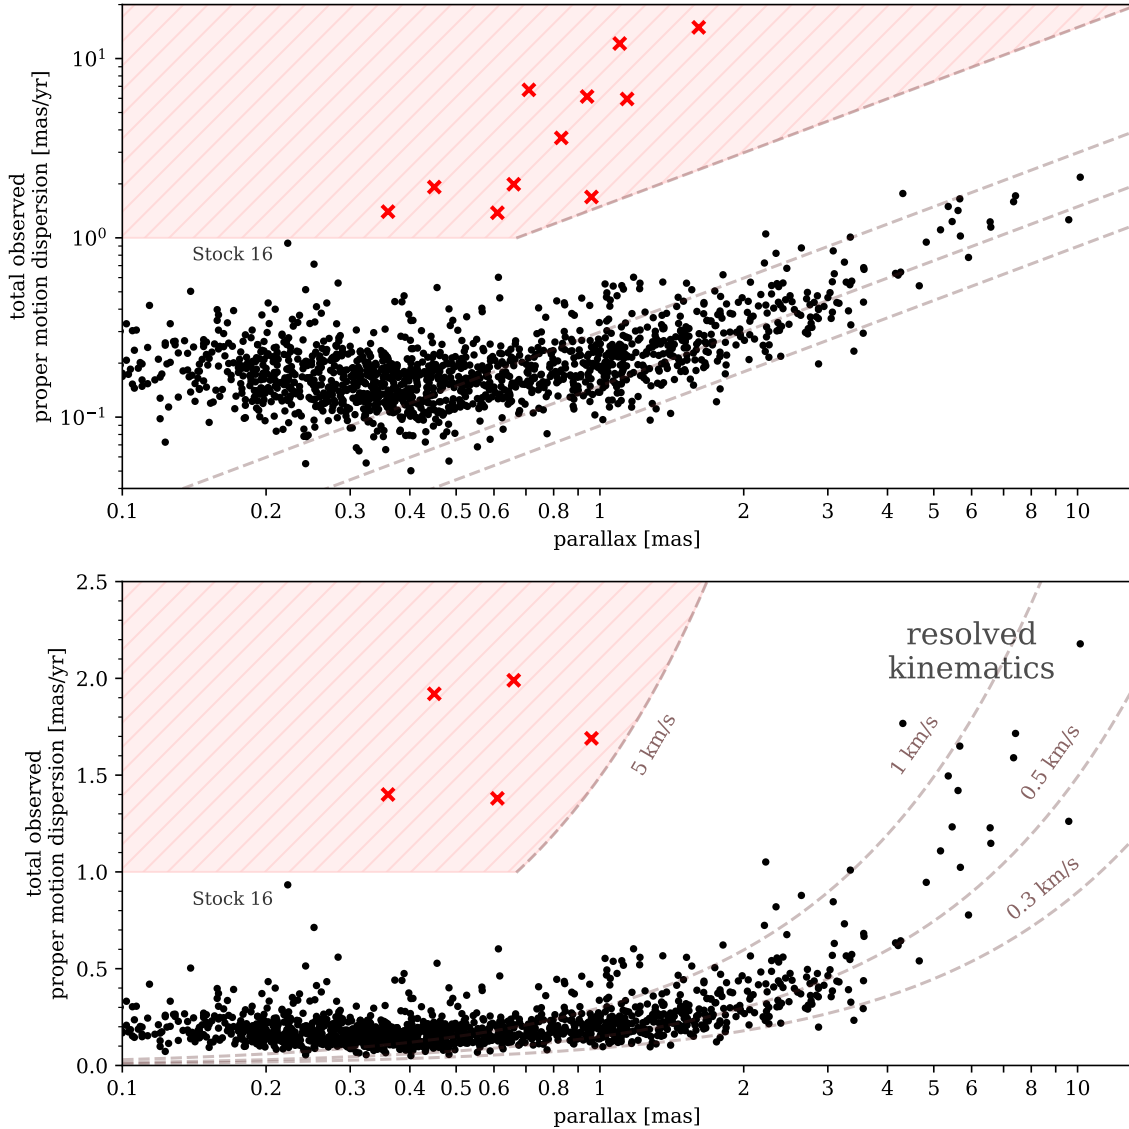 total observed
proper motion dispersion [mas/yr]
10¹
10⁰
10⁻¹
Stock 16
0.1 0.2 0.3 0.4 0.5 0.6 0.8 1 2 3 4 5 6 8 10
parallax [mas]
total observed
proper motion dispersion [mas/yr]
2.5
2.0
1.5
1.0
0.5
0.0
resolved
kinematics
5 km/s
1 km/s
0.5 km/s
0.3 km/s
Stock 16
0.1 0.2 0.3 0.4 0.5 0.6 0.8 1 2 3 4 5 6 8 10
parallax [mas]